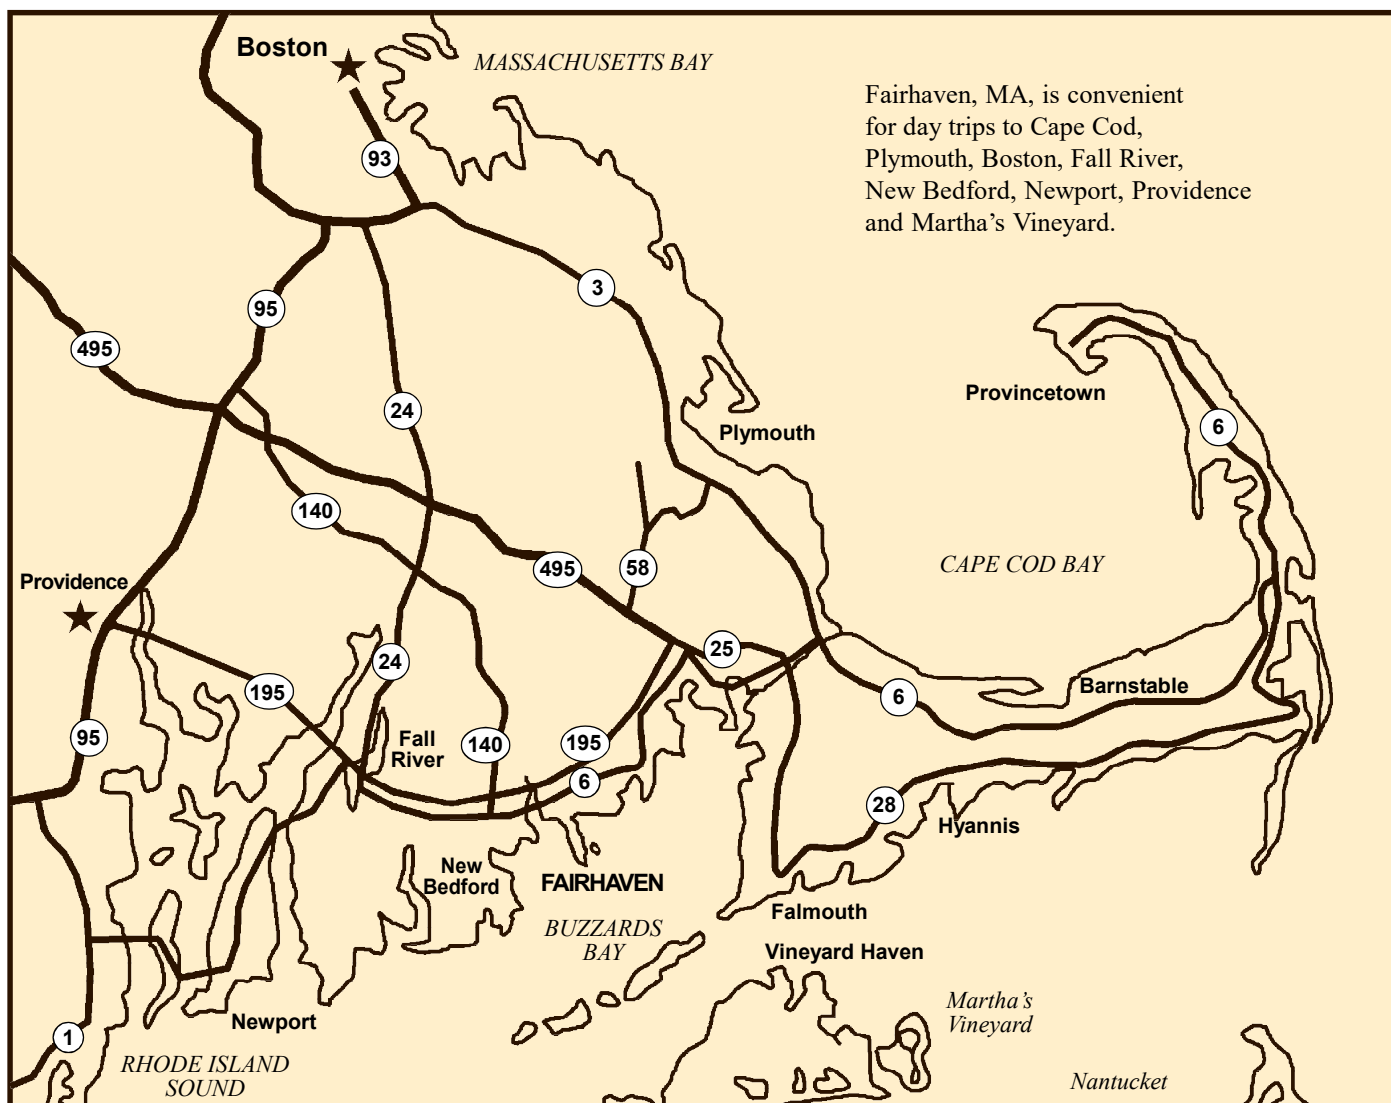 Boston
MASSACHUSETTS BAY
Fairhaven, MA, is convenient
for day trips to Cape Cod,
Plymouth, Boston, Fall River,
New Bedford, Newport, Providence
and Martha's Vineyard.
93
3
95
495
24
Provincetown
6
Plymouth
140
495
58
CAPE COD BAY
Providence
24
25
195
6
Barnstable
95
Fall
River
140
195
6
28
Hyannis
New
Bedford
FAIRHAVEN
Falmouth
BUZZARDS
BAY
Vineyard Haven
Martha's
Vineyard
Newport
1
RHODE ISLAND
SOUND
Nantucket